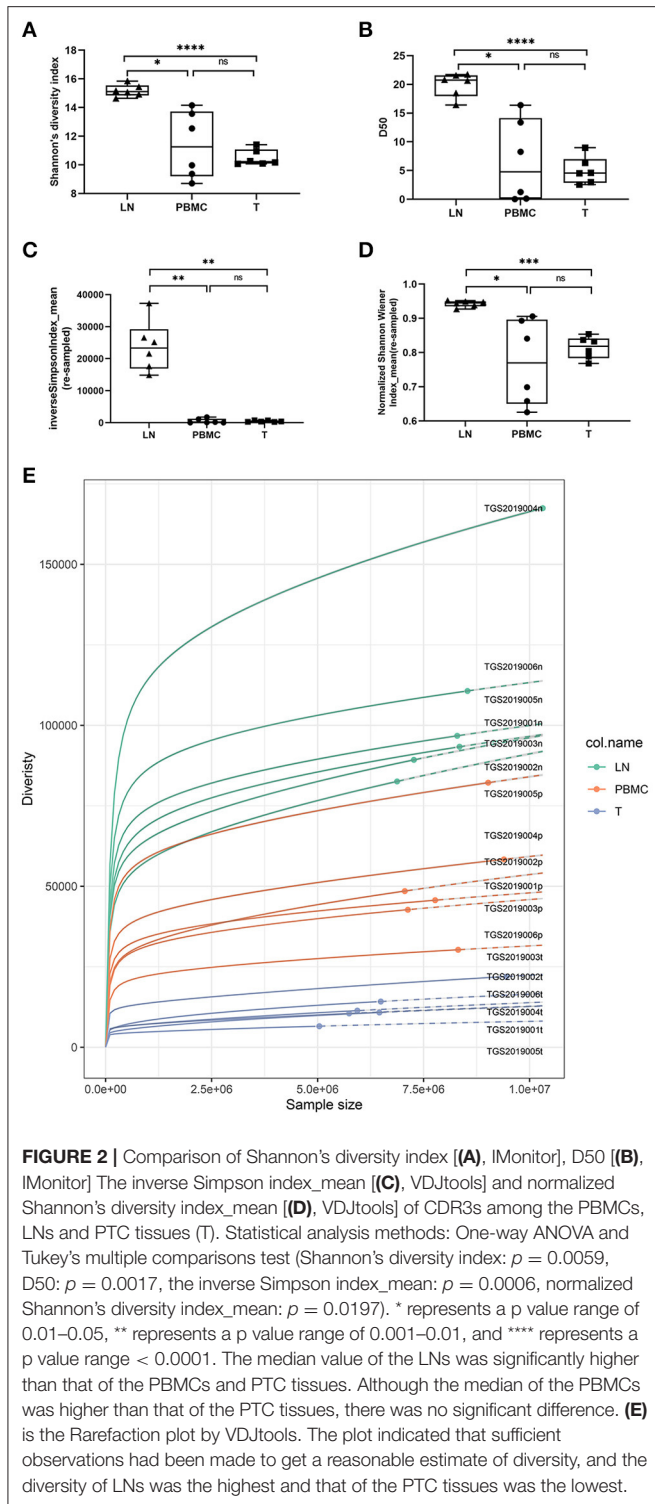 A
****
*
ns
Shannon's diversity index
18
16
14
12
10
8
LN
PBMC
T
B
****
*
ns
D50
25
20
15
10
5
0
LN
PBMC
T
C
**
**
ns
inverseSimpsonIndex_mean
(re-sampled)
40000
30000
20000
10000
0
LN
PBMC
T
D
***
*
ns
Normalized Shannon Wiener
Index_mean(re-sampled)
1.0
0.9
0.8
0.7
0.6
LN
PBMC
T
E
Diveristy
150000
100000
50000
0
TGS2019004n
TGS2019006n
TGS2019005n
TGS2019001n
TGS2019003n
TGS2019002n
TGS2019005p
TGS2019004p
TGS2019002p
TGS2019001p
TGS2019003p
TGS2019006p
TGS2019003t
TGS2019002t
TGS2019006t
TGS2019004t
TGS2019001t
TGS2019005t
col.name
LN
PBMC
T
0.0e+00
2.5e+06
5.0e+06
7.5e+06
1.0e+07
Sample size
FIGURE 2 | Comparison of Shannon's diversity index [(A), IMonitor], D50 [(B),
IMonitor] The inverse Simpson index_mean [(C), VDJtools] and normalized
Shannon's diversity index_mean [(D), VDJtools] of CDR3s among the PBMCs,
LNs and PTC tissues (T). Statistical analysis methods: One-way ANOVA and
Tukey's multiple comparisons test (Shannon's diversity index: p = 0.0059,
D50: p = 0.0017, the inverse Simpson index_mean: p = 0.0006, normalized
Shannon's diversity index_mean: p = 0.0197). * represents a p value range of
0.01–0.05, ** represents a p value range of 0.001–0.01, and **** represents a
p value range < 0.0001. The median value of the LNs was significantly higher
than that of the PBMCs and PTC tissues. Although the median of the PBMCs
was higher than that of the PTC tissues, there was no significant difference. (E)
is the Rarefaction plot by VDJtools. The plot indicated that sufficient
observations had been made to get a reasonable estimate of diversity, and the
diversity of LNs was the highest and that of the PTC tissues was the lowest.